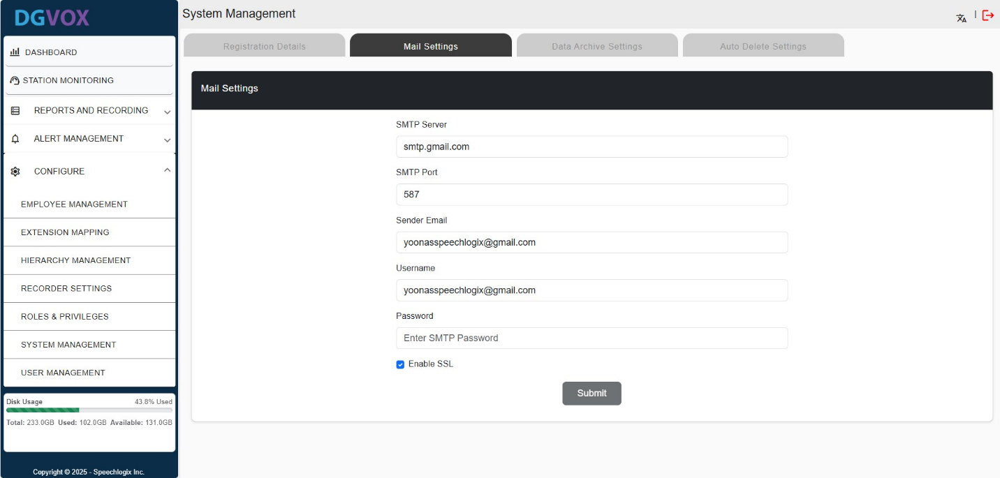 DGVOX
System Management
DASHBOARD
STATION MONITORING
REPORTS AND RECORDING
ALERT MANAGEMENT
CONFIGURE
EMPLOYEE MANAGEMENT
EXTENSION MAPPING
HIERARCHY MANAGEMENT
RECORDER SETTINGS
ROLES & PRIVILEGES
SYSTEM MANAGEMENT
USER MANAGEMENT
Disk Usage 43.8% Used
Total: 233.0GB Used: 102.0GB Available: 131.0GB
Copyright © 2025 - Speechlogix Inc.
Registration Details
Mail Settings
Data Archive Settings
Auto Delete Settings
Mail Settings
SMTP Server
smtp.gmail.com
SMTP Port
587
Sender Email
yoonasspeechlogix@gmail.com
Username
yoonasspeechlogix@gmail.com
Password
Enter SMTP Password
Enable SSL
Submit